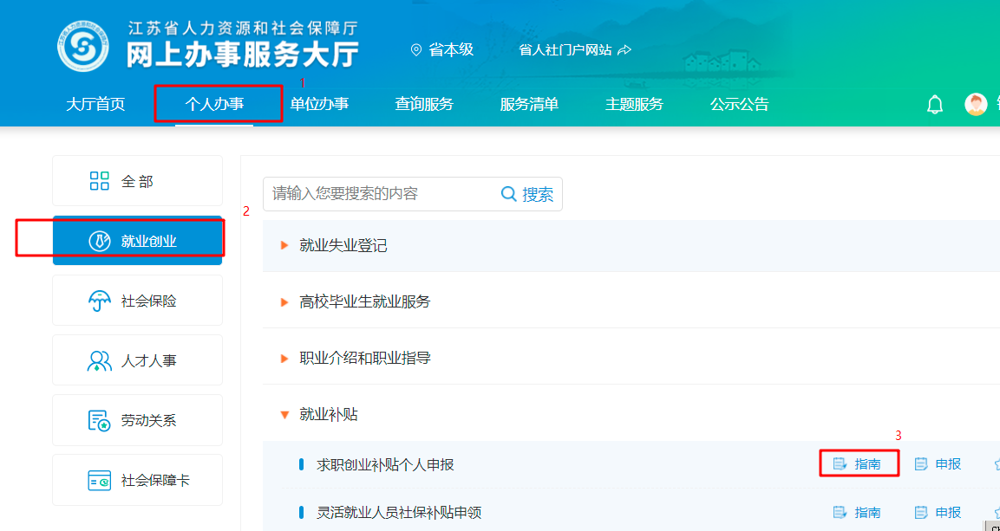 江苏省人力资源和社会保障厅
网上办事服务大厅
省本级 省人社门户网站
1
大厅首页 个人办事 单位办事 查询服务 服务清单 主题服务 公示公告
全部
请输入您要搜索的内容 搜索
2
就业创业
就业失业登记
社会保险
高校毕业生就业服务
人才人事
职业介绍和职业指导
劳动关系
就业补贴
3
求职创业补贴个人申报 指南 申报
社会保障卡
灵活就业人员社保补贴申领 指南 申报